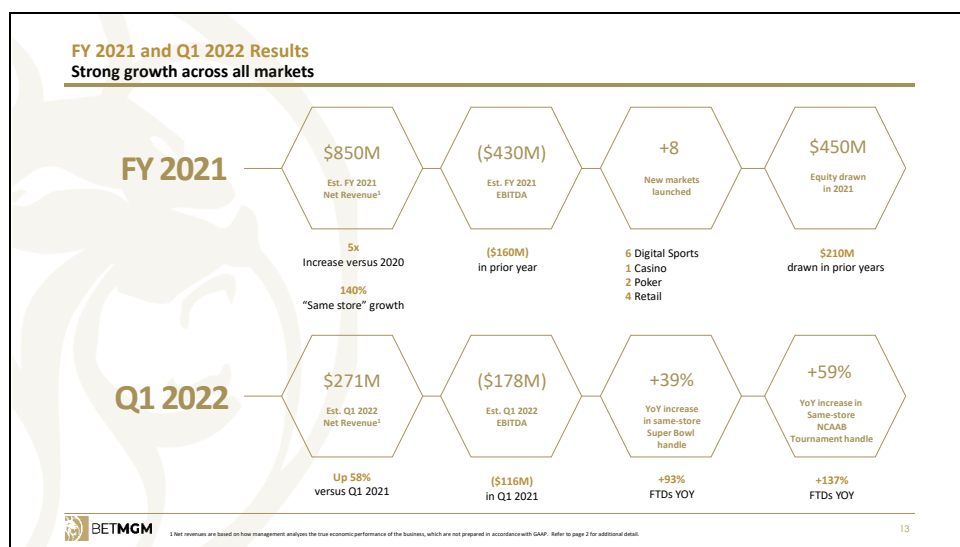 FY 2021 and Q1 2022 Results
Strong growth across all markets
FY 2021
$850M
Est. FY 2021
Net Revenue¹
5x
Increase versus 2020
140%
“Same store” growth
($430M)
Est. FY 2021
EBITDA
($160M)
in prior year
+8
New markets
launched
6 Digital Sports
1 Casino
2 Poker
4 Retail
$450M
Equity drawn
in 2021
$210M
drawn in prior years
Q1 2022
$271M
Est. Q1 2022
Net Revenue¹
Up 58%
versus Q1 2021
($178M)
Est. Q1 2022
EBITDA
($116M)
in Q1 2021
+39%
YoY increase
in same-store
Super Bowl
handle
+93%
FTDs YOY
+59%
YoY increase in
Same-store
NCAAB
Tournament handle
+137%
FTDs YOY
BETMGM
1 Net revenues are based on how management analyzes the true economic performance of the business, which are not prepared in accordance with GAAP. Refer to page 2 for additional detail.
13